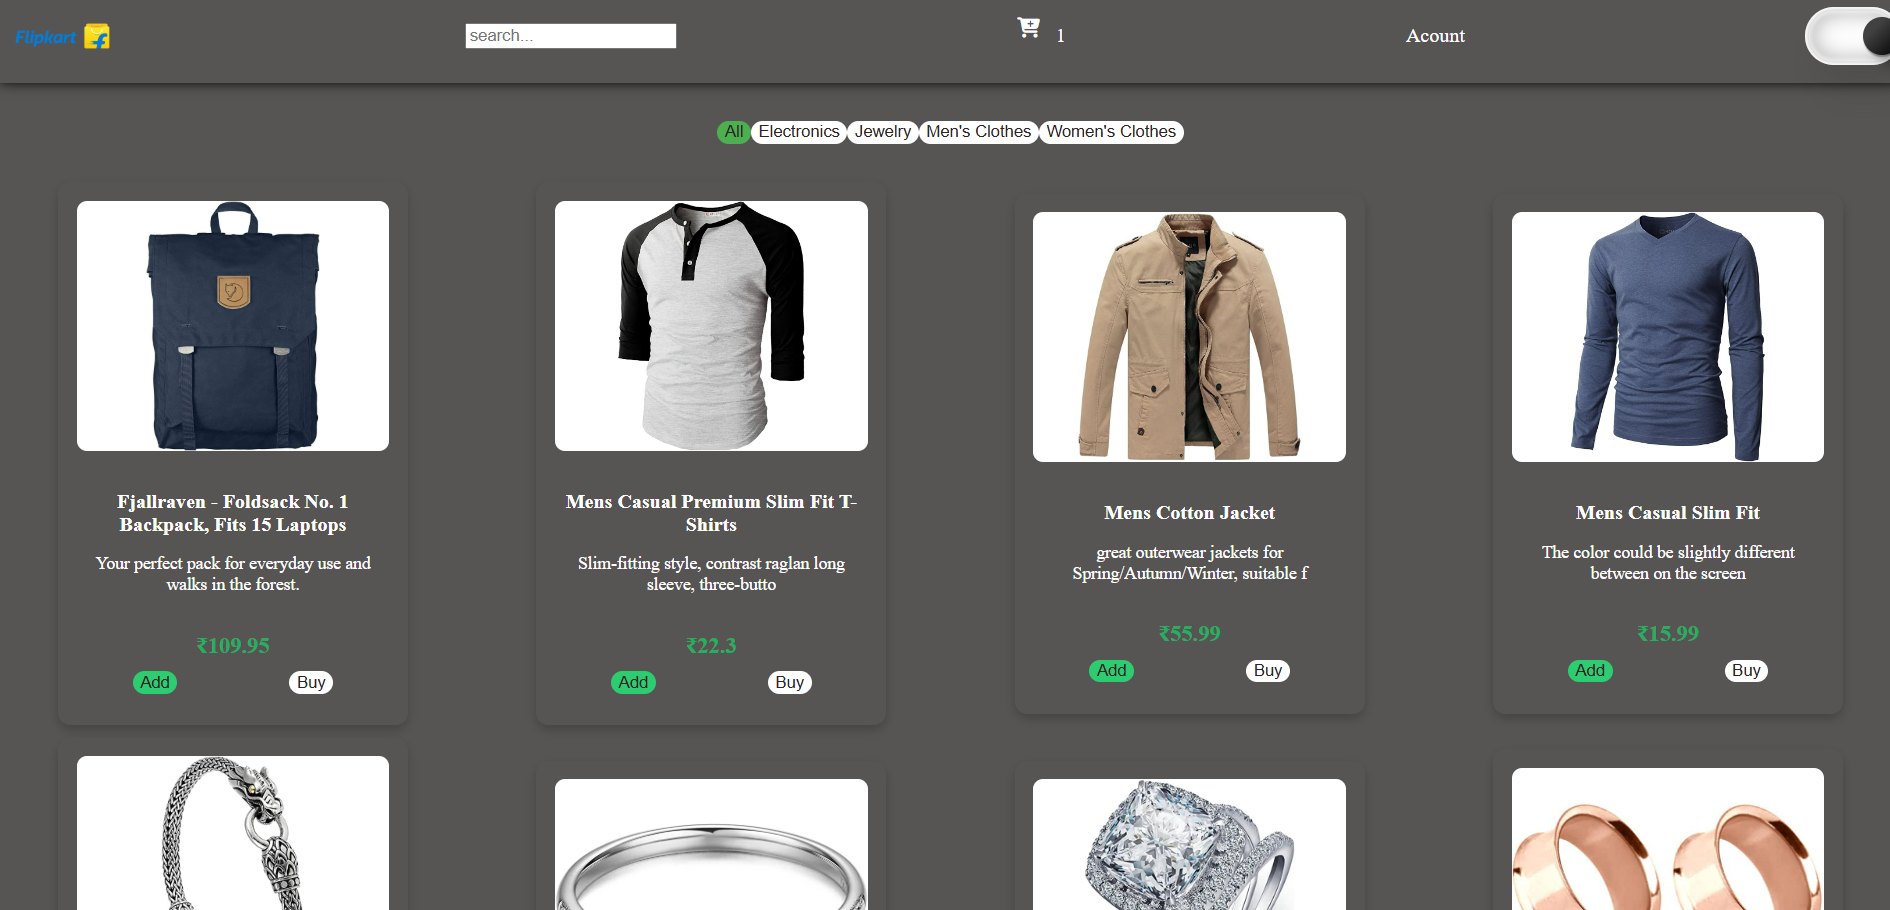 Flipkart
search...
1
Acount
All
Electronics
Jewelry
Men's Clothes
Women's Clothes
Fjallraven - Foldsack No. 1
Backpack, Fits 15 Laptops
Your perfect pack for everyday use and
walks in the forest.
₹109.95
Add
Buy
Mens Casual Premium Slim Fit T-
Shirts
Slim-fitting style, contrast raglan long
sleeve, three-butto
₹22.3
Add
Buy
Mens Cotton Jacket
great outerwear jackets for
Spring/Autumn/Winter, suitable f
₹55.99
Add
Buy
Mens Casual Slim Fit
The color could be slightly different
between on the screen
₹15.99
Add
Buy